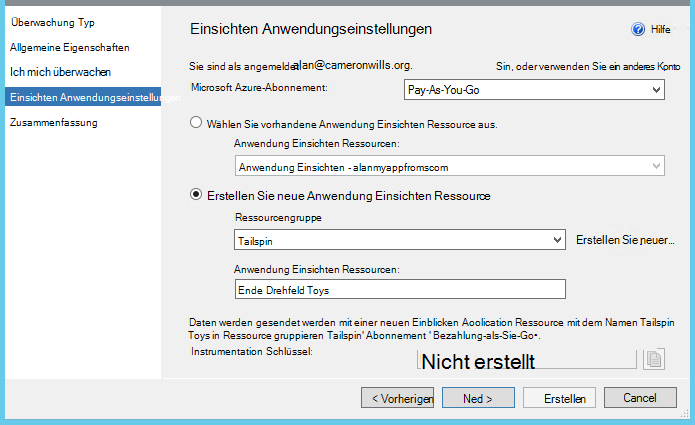 Überwachung Typ
Allgemeine Eigenschaften
Ich mich überwachen
Einsichten Anwendungseinstellungen
Zusammenfassung
Einsichten Anwendungseinstellungen
Hilfe
Sie sind als angemeldet alan@cameronwills.org.
Sin, oder verwenden Sie ein anderes Konto
Microsoft Azure-Abonnement:
Pay-As-You-Go
Wählen Sie vorhandene Anwendung Einsichten Ressource aus.
Anwendung Einsichten Ressourcen:
Anwendung Einsichten - alanmyappfromscom
Erstellen Sie neue Anwendung Einsichten Ressource
Ressourcengruppe
Tailspin
Erstellen Sie neuer...
Anwendung Einsichten Ressourcen:
Ende Drehfeld Toys
Daten werden gesendet werden mit einer neuen Einblicken Aoolication Ressource mit dem Namen Tailspin
Toys in Ressource gruppieren Tailspin' Abonnement ' Bezahlung-als-Sie-Go".
Instrumentation Schlüssel:
Nicht erstellt
< Vorherigen
Ned >
Erstellen
Cancel